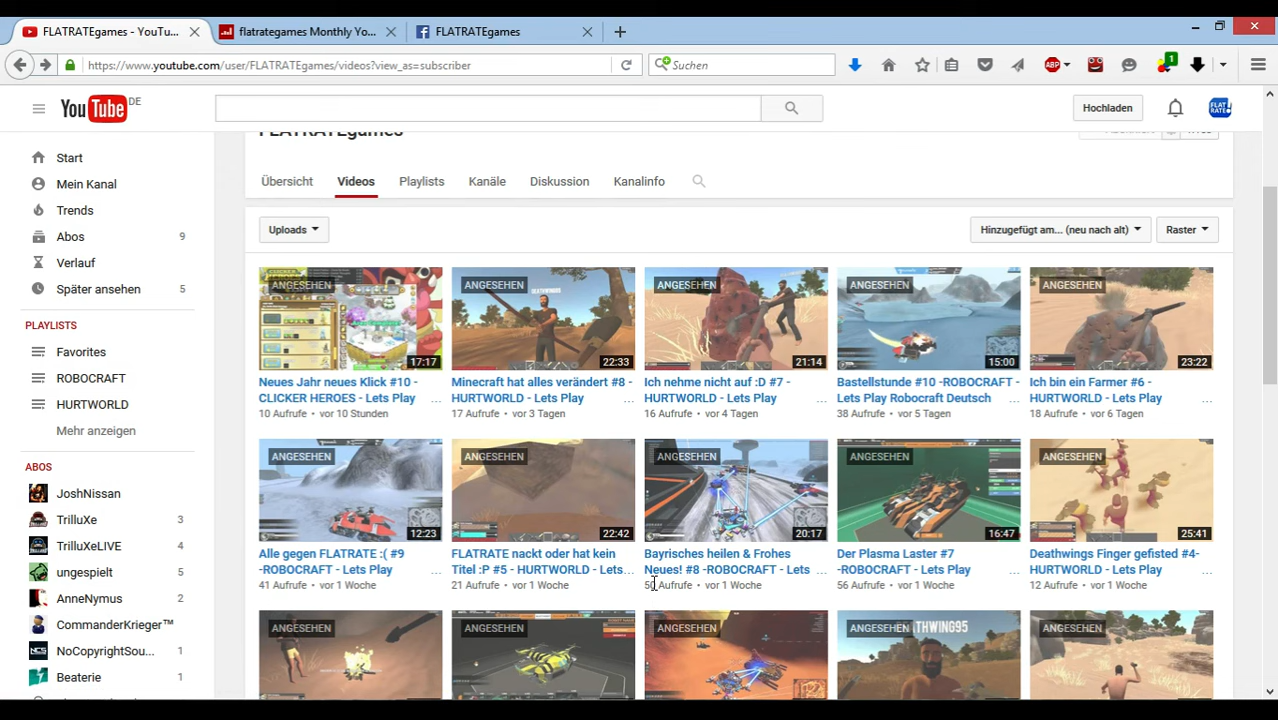 FLATRATEgames - YouTu...
flatrategames Monthly Yo...
FLATRATEgames
https://www.youtube.com/user/FLATRATEgames/videos?view_as=subscriber
Suchen
ABP
1
YouTube DE
Hochladen
FLAT RATE!
FLATRATEgames
Start
Mein Kanal
Trends
Abos 9
Verlauf
Später ansehen 5
PLAYLISTS
Favorites
ROBOCRAFT
HURTWORLD
Mehr anzeigen
ABOS
JoshNissan
TrilluXe 3
TrilluXeLIVE 4
ungespielt 2
AnneNymus 2
CommanderKrieger™
NoCopyrightSou... 1
Beaterie 1
Übersicht
Videos
Playlists
Kanäle
Diskussion
Kanalinfo
Uploads
Hinzugefügt am... (neu nach alt)
Raster
ANGESEHEN
17:17
Neues Jahr neues Klick #10 -
CLICKER HEROES - Lets Play ...
10 Aufrufe · vor 10 Stunden
ANGESEHEN
22:33
Minecraft hat alles verändert #8 -
HURTWORLD - Lets Play ...
17 Aufrufe · vor 3 Tagen
ANGESEHEN
21:14
Ich nehme nicht auf :D #7 -
HURTWORLD - Lets Play ...
16 Aufrufe · vor 4 Tagen
ANGESEHEN
15:00
Bastellstunde #10 -ROBOCRAFT -
Lets Play Robocraft Deutsch
38 Aufrufe · vor 5 Tagen
ANGESEHEN
23:22
Ich bin ein Farmer #6 -
HURTWORLD - Lets Play ...
18 Aufrufe · vor 6 Tagen
ANGESEHEN
12:23
Alle gegen FLATRATE :( #9
-ROBOCRAFT - Lets Play ...
41 Aufrufe · vor 1 Woche
ANGESEHEN
22:42
FLATRATE nackt oder hat kein
Titel :P #5 - HURTWORLD - Lets...
21 Aufrufe · vor 1 Woche
ANGESEHEN
20:17
Bayrisches heilen & Frohes
Neues! #8 -ROBOCRAFT - Lets ...
Aufrufe · vor 1 Woche
ANGESEHEN
16:47
Der Plasma Laster #7
-ROBOCRAFT - Lets Play ...
56 Aufrufe · vor 1 Woche
ANGESEHEN
25:41
Deathwings Finger gefisted #4-
HURTWORLD - Lets Play ...
12 Aufrufe · vor 1 Woche
ANGESEHEN
ANGESEHEN
ANGESEHEN
ANGESEHEN
ANGESEHEN